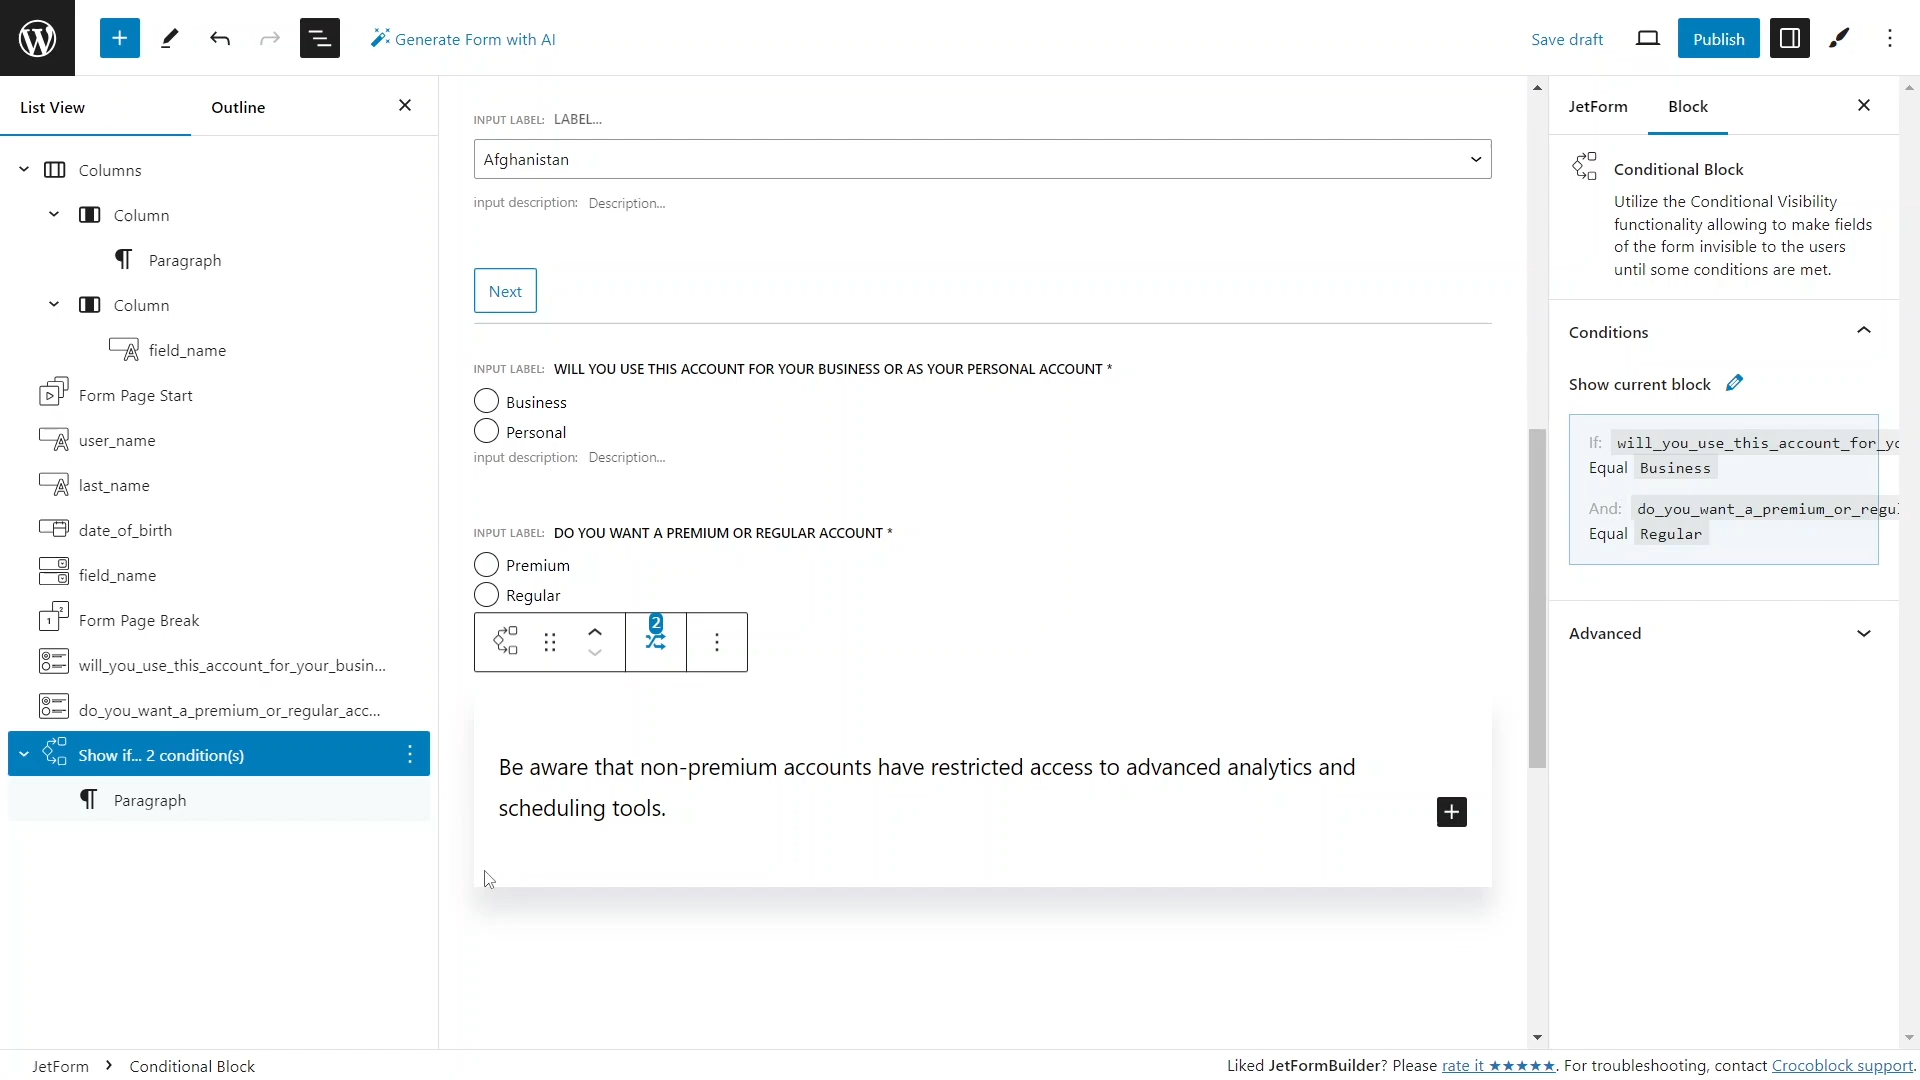 Generate Form with AI
Save draft
Publish
List View
Outline
Columns
Column
Paragraph
Column
field_name
Form Page Start
user_name
last_name
date_of_birth
field_name
Form Page Break
will_you_use_this_account_for_your_busin...
do_you_want_a_premium_or_regular_acc...
Show if... 2 condition(s)
Paragraph
INPUT LABEL: LABEL...
Afghanistan
input description: Description...
Next
INPUT LABEL: WILL YOU USE THIS ACCOUNT FOR YOUR BUSINESS OR AS YOUR PERSONAL ACCOUNT *
Business
Personal
input description: Description...
INPUT LABEL: DO YOU WANT A PREMIUM OR REGULAR ACCOUNT *
Premium
Regular
2
Be aware that non-premium accounts have restricted access to advanced analytics and
scheduling tools.
JetForm
Block
Conditional Block
Utilize the Conditional Visibility
functionality allowing to make fields
of the form invisible to the users
until some conditions are met.
Conditions
Show current block
If: will_you_use_this_account_for_yo
Equal Business
And: do_you_want_a_premium_or_regul
Equal Regular
Advanced
JetForm > Conditional Block
Liked JetFormBuilder? Please rate it ★★★★★. For troubleshooting, contact Crocoblock support.